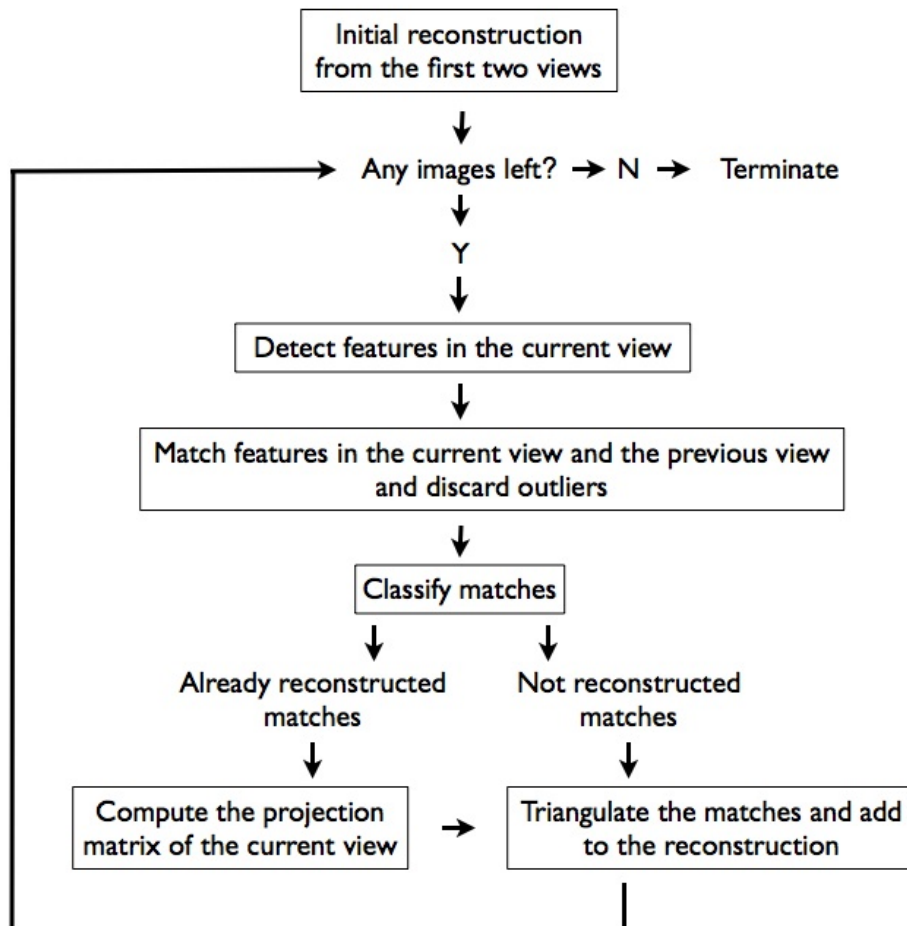 Initial reconstruction
from the first two views
Any images left? N Terminate
Y
Detect features in the current view
Match features in the current view and the previous view
and discard outliers
Classify matches
Already reconstructed
matches
Not reconstructed
matches
Compute the projection
matrix of the current view
Triangulate the matches and add
to the reconstruction